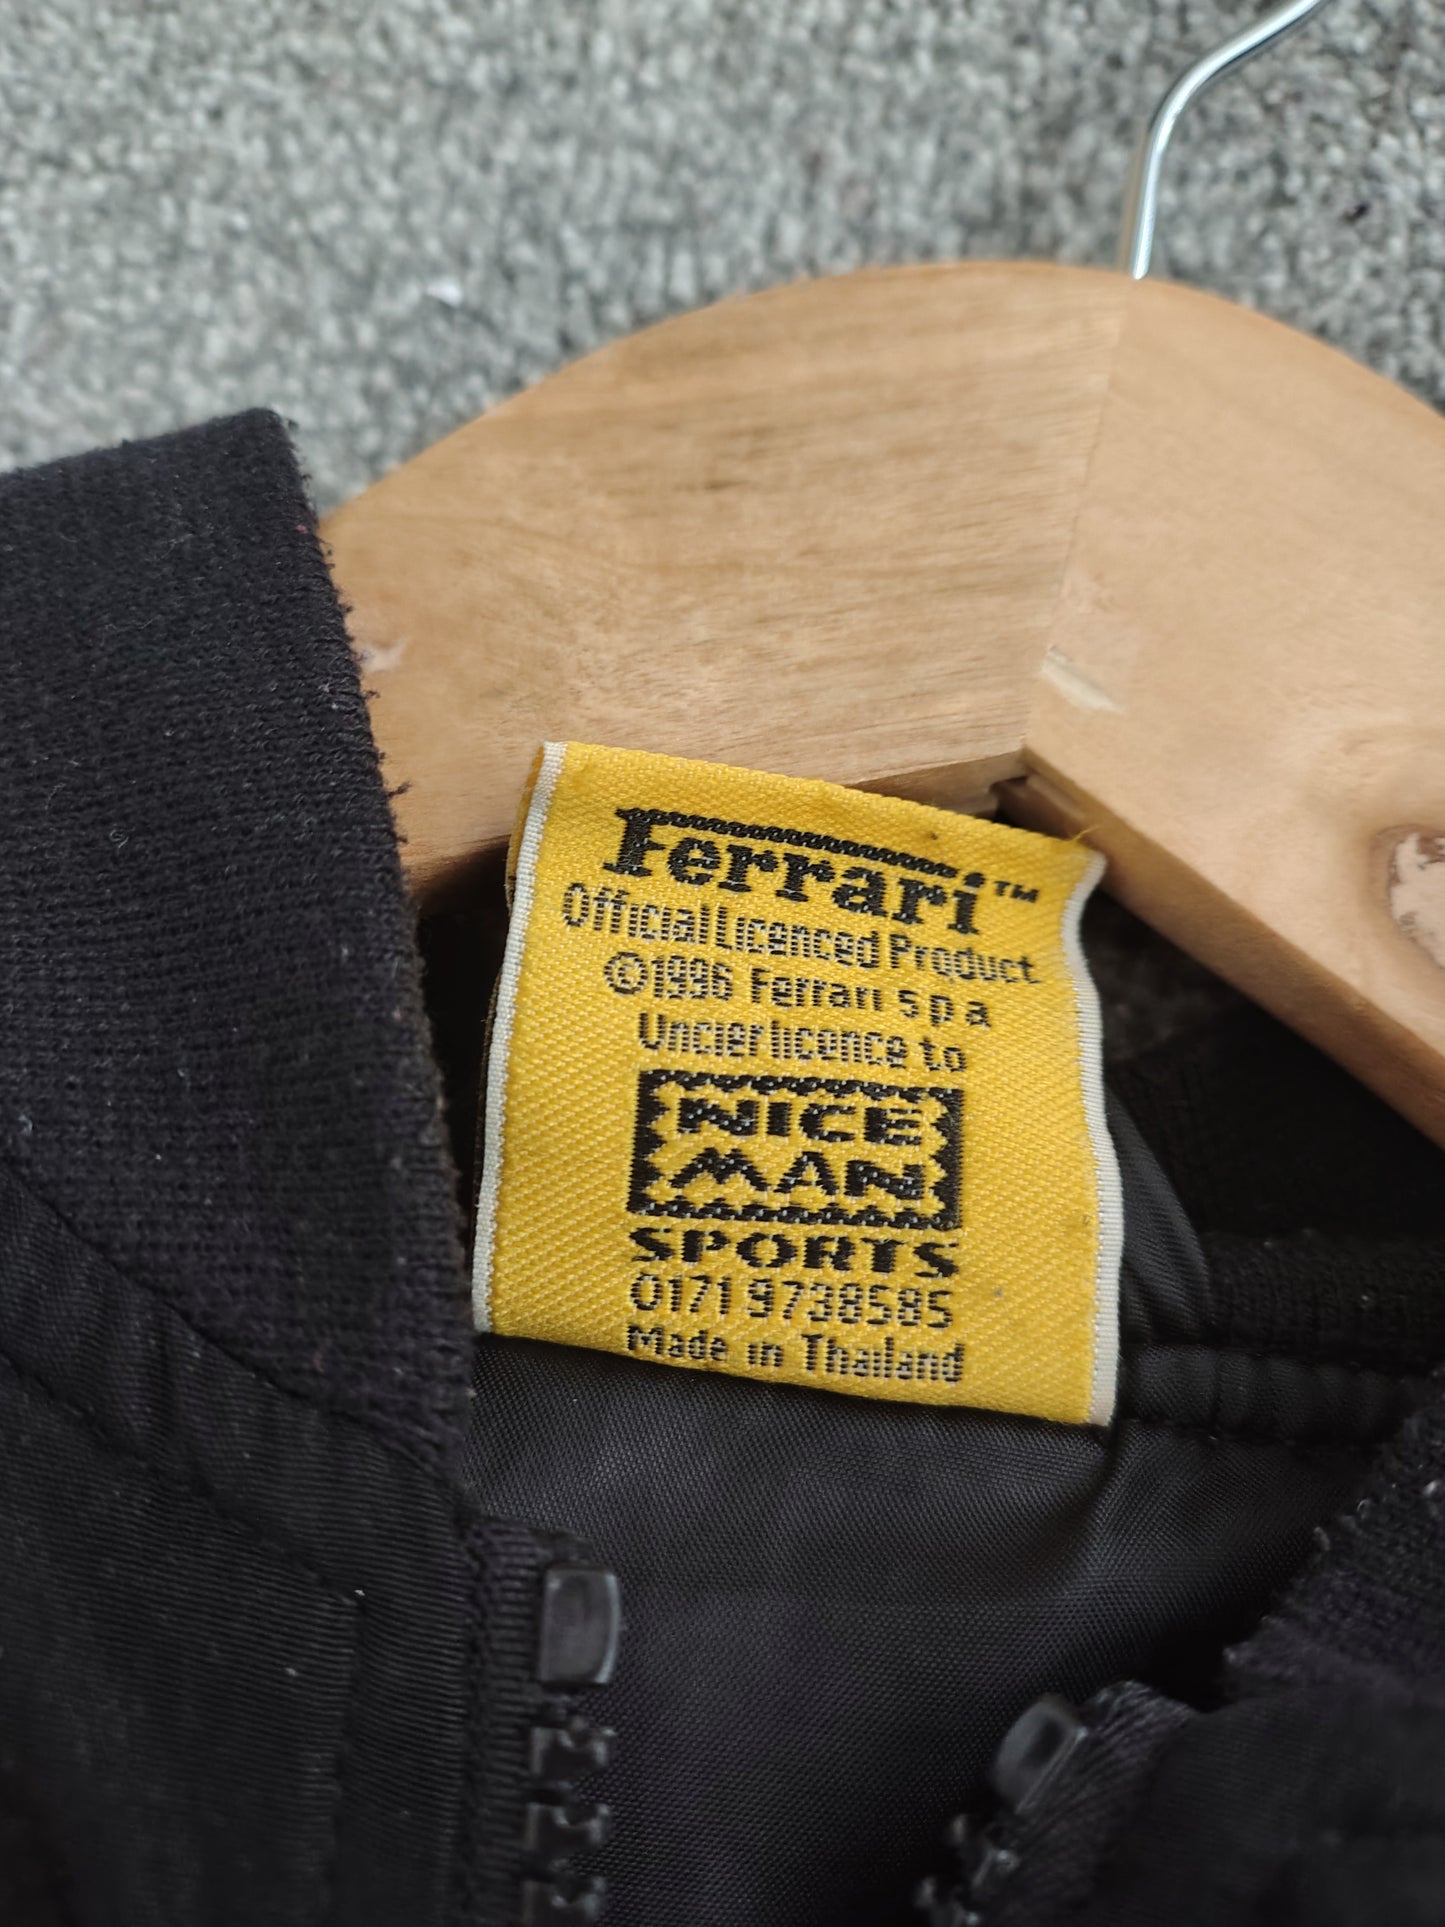 Ferrari™
Official Licenced Product
©1996 Ferrari s p a
Under licence to
NICE
MAN
SPORTS
0171 9738585
Made in Thailand